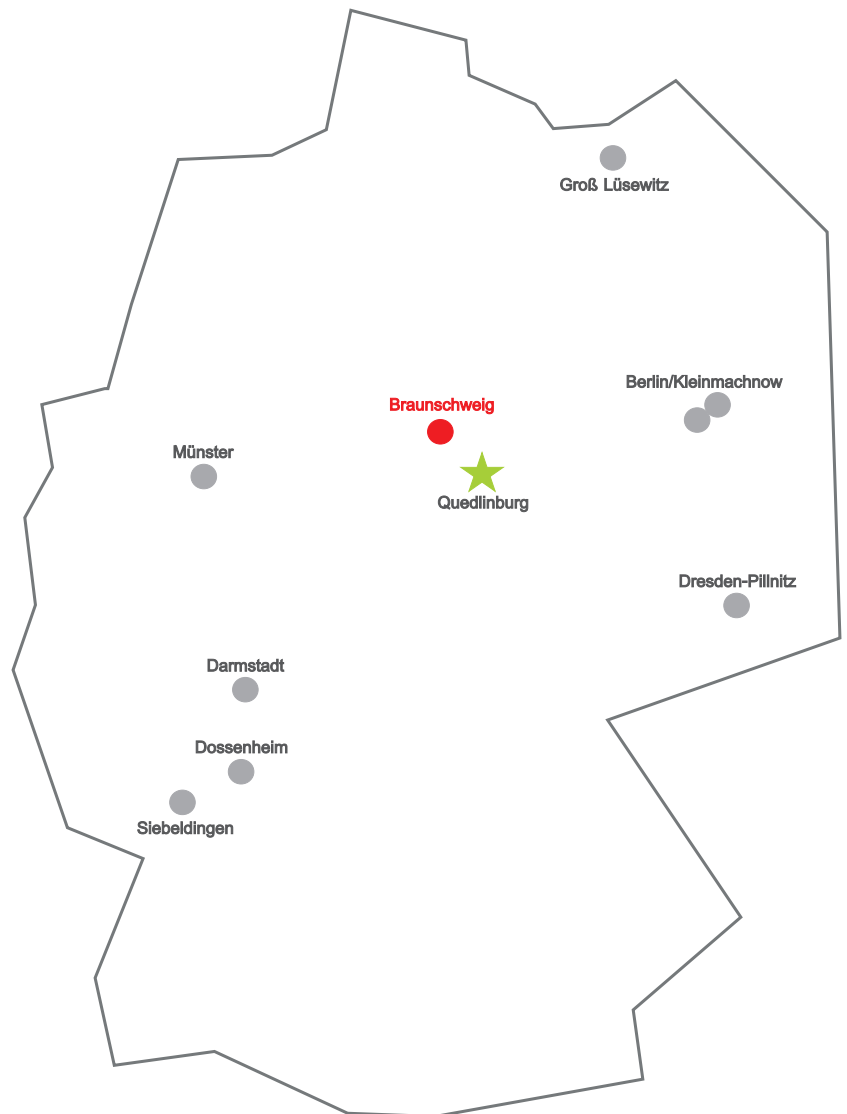 Groß Lüsewitz
Berlin/Kleinmachnow
Braunschweig
Münster
Quedlinburg
Dresden-Pillnitz
Darmstadt
Dossenheim
Siebeldingen